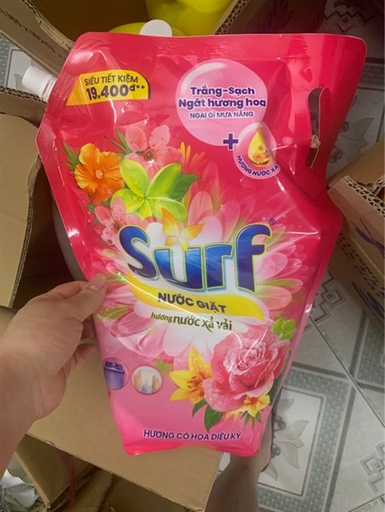 SIÊU TIẾT KIỆM
19.400đ**
Trắng-Sạch
Ngát hương hoa
NGẠI GÌ MƯA NẮNG
+
HƯƠNG NƯỚC XẢ
Surf®
NƯỚC GIẶT
hương nước xả vải
HƯƠNG CỎ HOA DIỆU KỲ